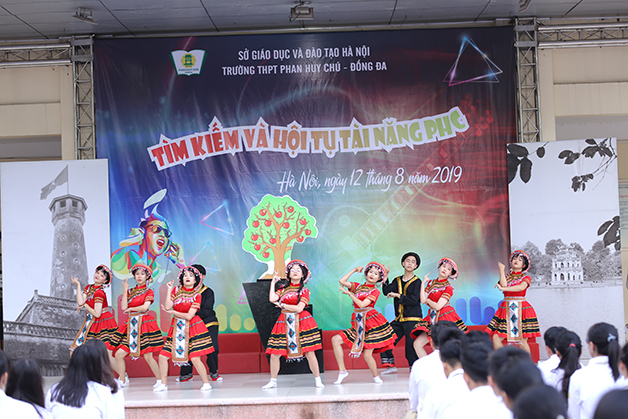 SỞ GIÁO DỤC VÀ ĐÀO TẠO HÀ NỘI
TRƯỜNG THPT PHAN HUY CHÚ - ĐỐNG ĐA
TÌM KIẾM VÀ HỘI TỤ TÀI NĂNG PHC
Hà Nội, ngày 12 tháng 8 năm 2019